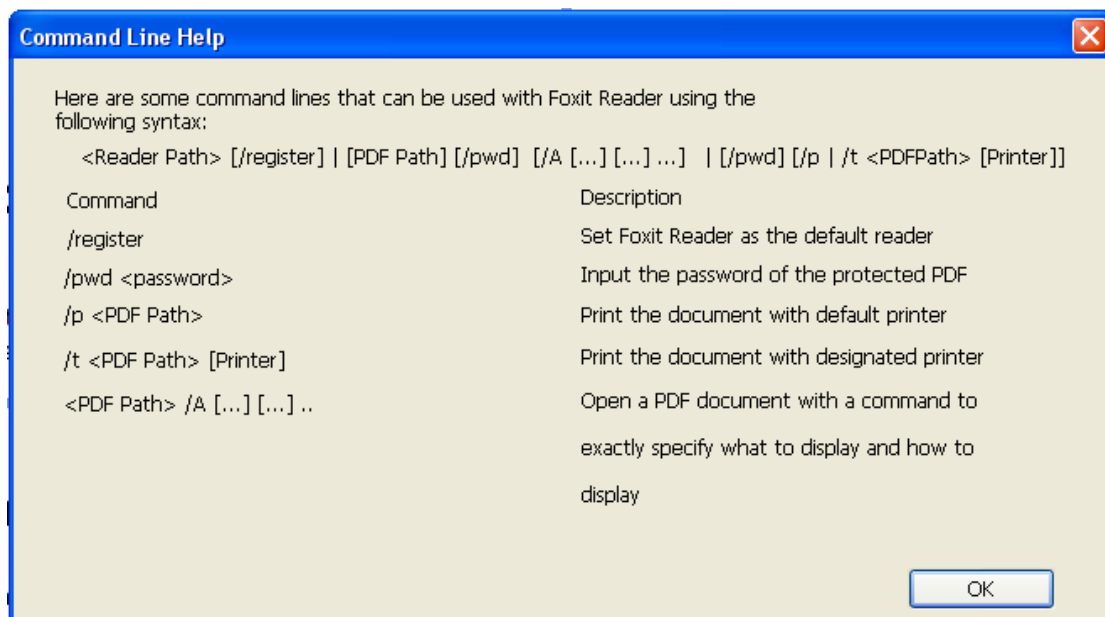 Command Line Help
Here are some command lines that can be used with Foxit Reader using the
following syntax:
<Reader Path> [/register] | [PDF Path] [/pwd]  [/A [...] [...] ...]  | [/pwd] [/p | /t <PDFPath> [Printer]]
Command Description
/register Set Foxit Reader as the default reader
/pwd <password> Input the password of the protected PDF
/p <PDF Path> Print the document with default printer
/t <PDF Path> [Printer] Print the document with designated printer
<PDF Path> /A [...] [...] .. Open a PDF document with a command to
exactly specify what to display and how to
display
OK